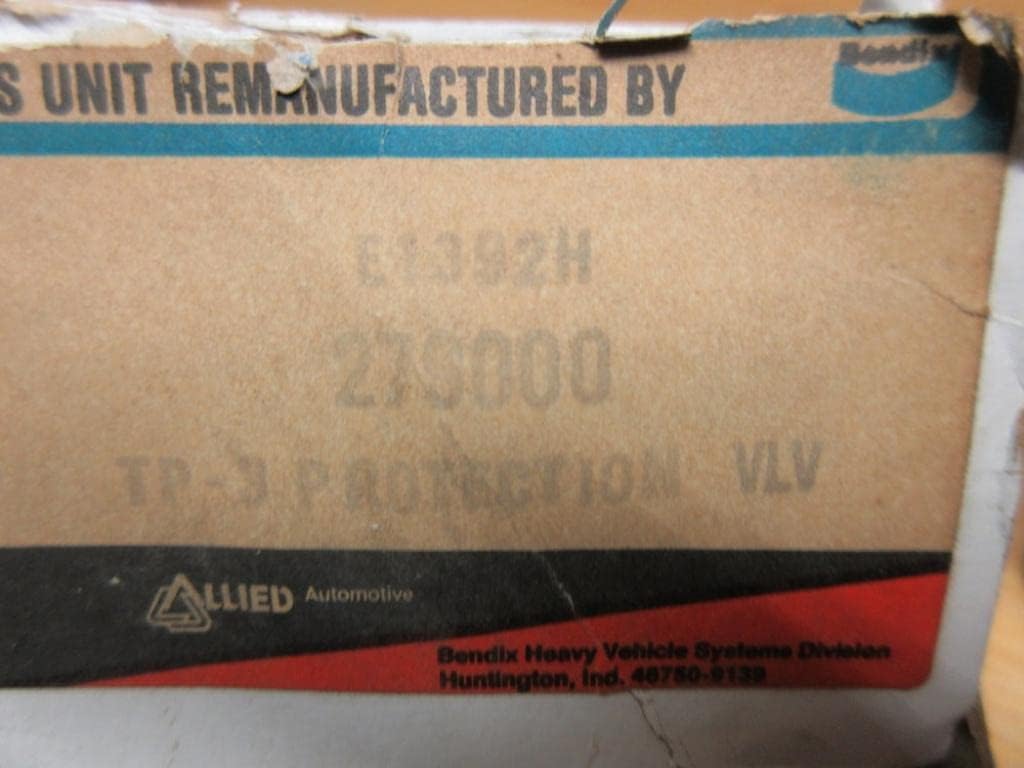 S UNIT REMANUFACTURED BY
Bendix
E1392H
279000
TP-3 PROTECTION VLV
ALLIED Automotive
Bendix Heavy Vehicle Systems Division
Huntington, Ind. 46750-9139